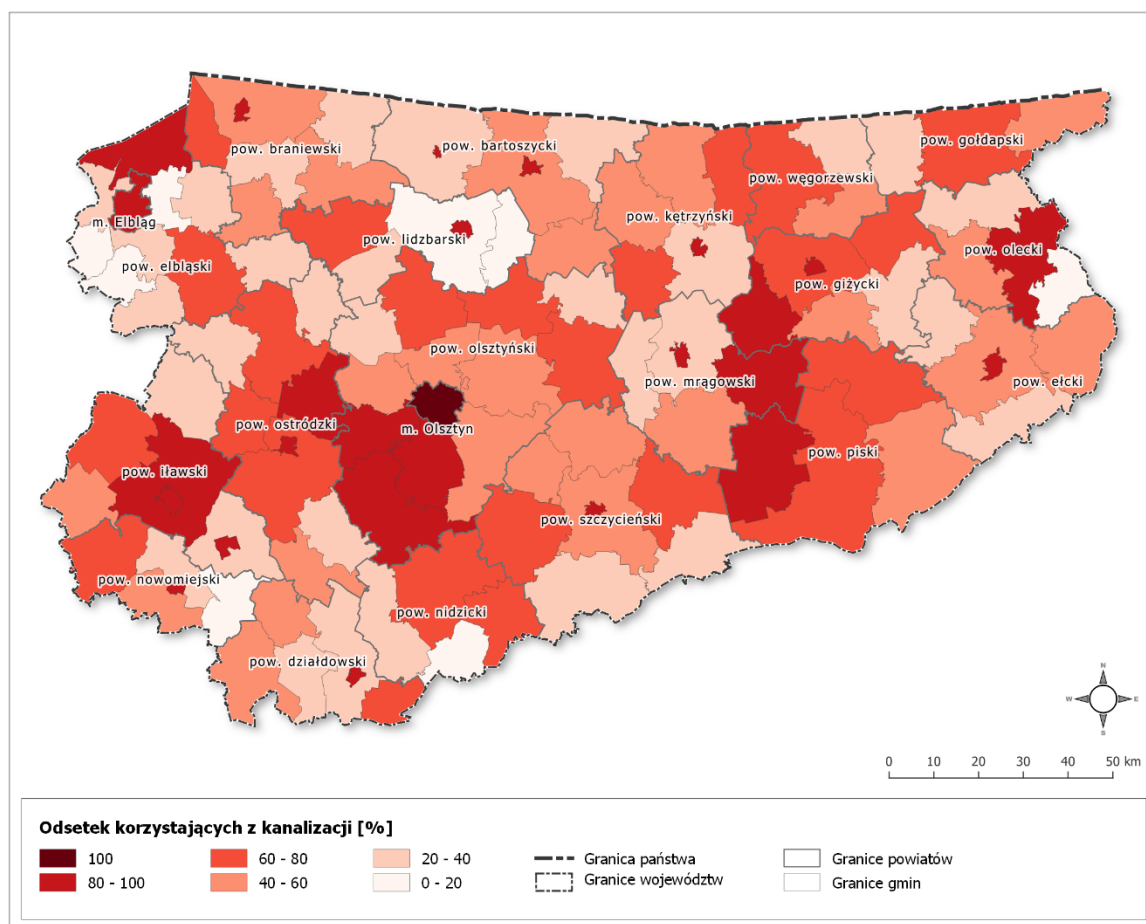 pow. braniewski
pow. bartoszycki
pow. gołdapski
pow. węgorzewski
m. Elbląg
pow. lidzbarski
pow. kętrzyński
pow. olecki
pow. elbląski
pow. giżycki
pow. olsztyński
pow. mrągowski
pow. ełcki
pow. ostródzki
m. Olsztyn
pow. iławski
pow. piski
pow. szczycieński
pow. nowomiejski
pow. nidzicki
pow. działdowski
N
W E
S
0 10 20 30 40 50 km
Odsetek korzystających z kanalizacji [%]
100 60 - 80 20 - 40 Granica państwa Granice powiatów
80 - 100 40 - 60 0 - 20 Granice województw Granice gmin